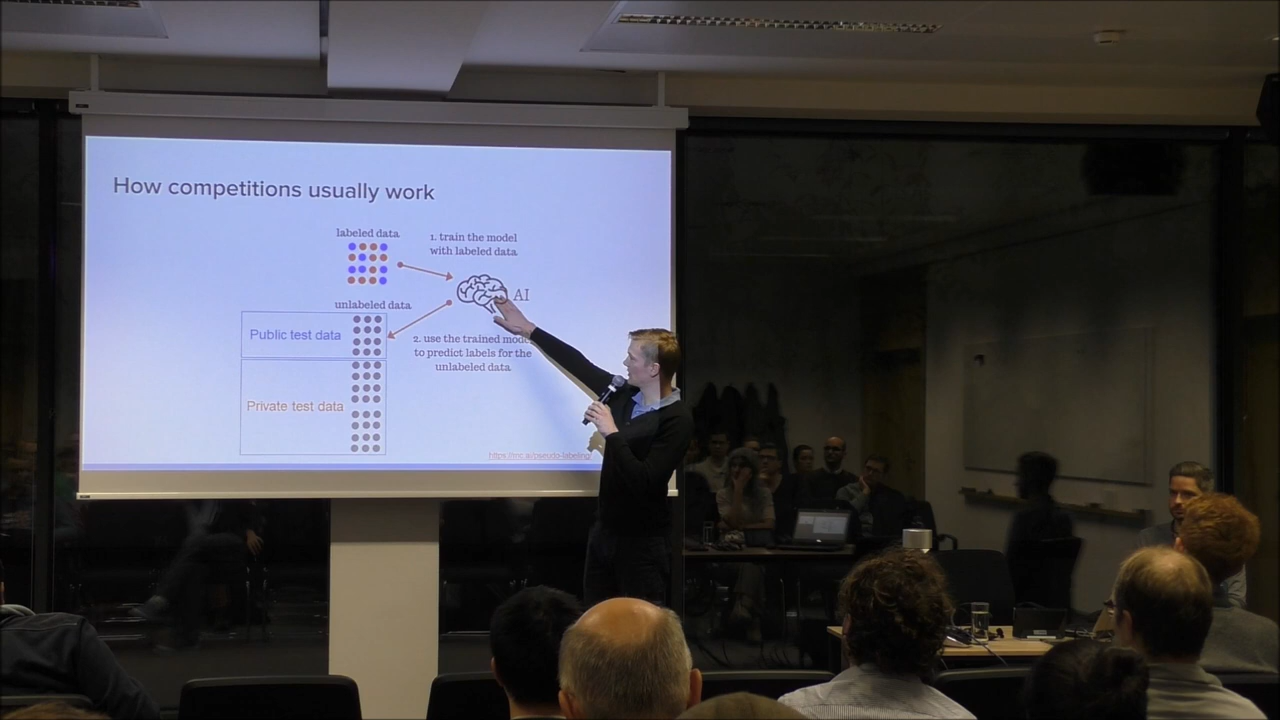 How competitions usually work
labeled data
1. train the model
with labeled data
AI
unlabeled data
Public test data
2. use the trained model
to predict labels for the
unlabeled data
Private test data